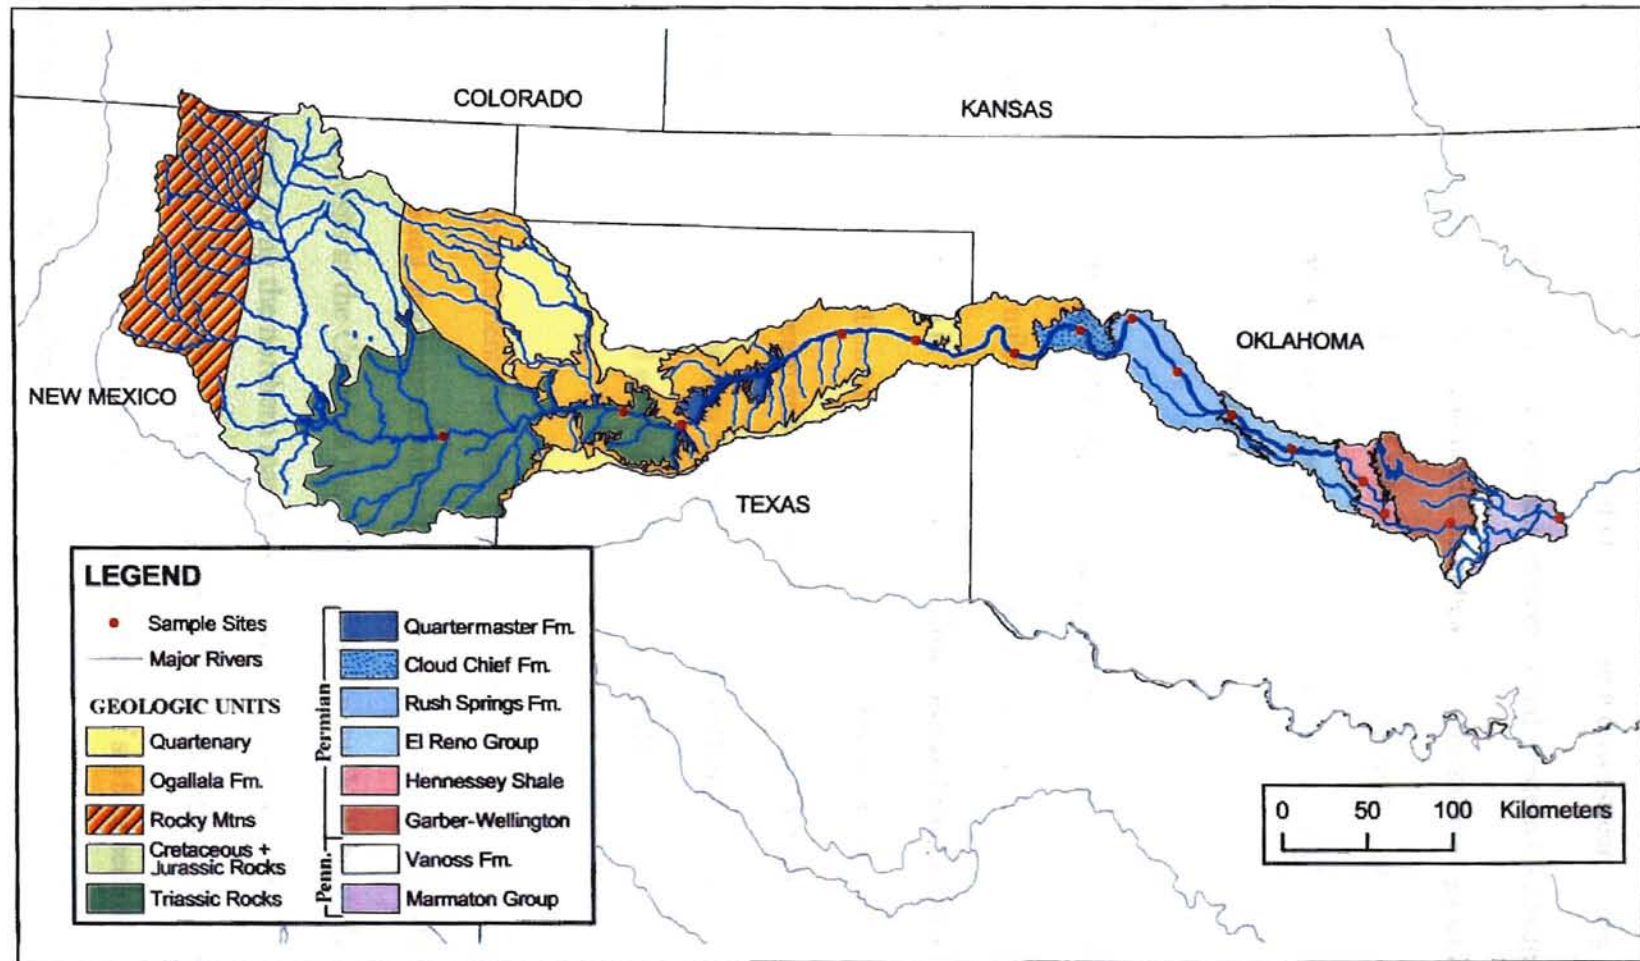 COLORADO
KANSAS
OKLAHOMA
NEW MEXICO
TEXAS
LEGEND
Sample Sites
Major Rivers
GEOLOGIC UNITS
Quartenary
Ogallala Fm.
Rocky Mtns
Cretaceous +
Jurassic Rocks
Triassic Rocks
Permian
Quartermaster Fm.
Cloud Chief Fm.
Rush Springs Fm.
El Reno Group
Hennessey Shale
Garber-Wellington
Penn.
Vanoss Fm.
Marmaton Group
0 50 100 Kilometers